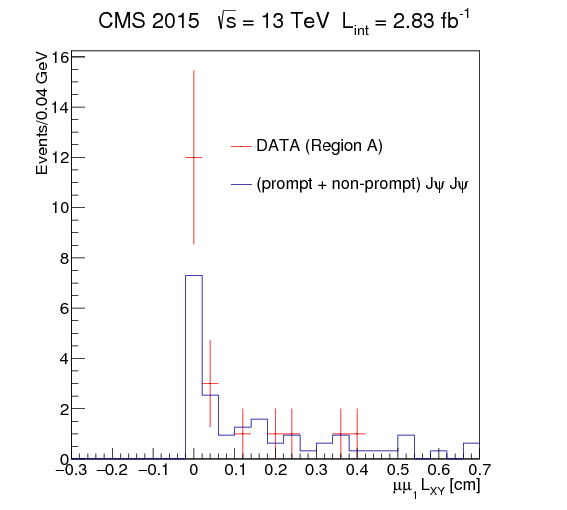 CMS 2015 √s = 13 TeV L_int = 2.83 fb^-1
Events/0.04 GeV
16
14
12
10
8
6
4
2
0
DATA (Region A)
(prompt + non-prompt) Jψ Jψ
−0.3 −0.2 −0.1 0 0.1 0.2 0.3 0.4 0.5 0.6 0.7
μμ_1 L_XY [cm]